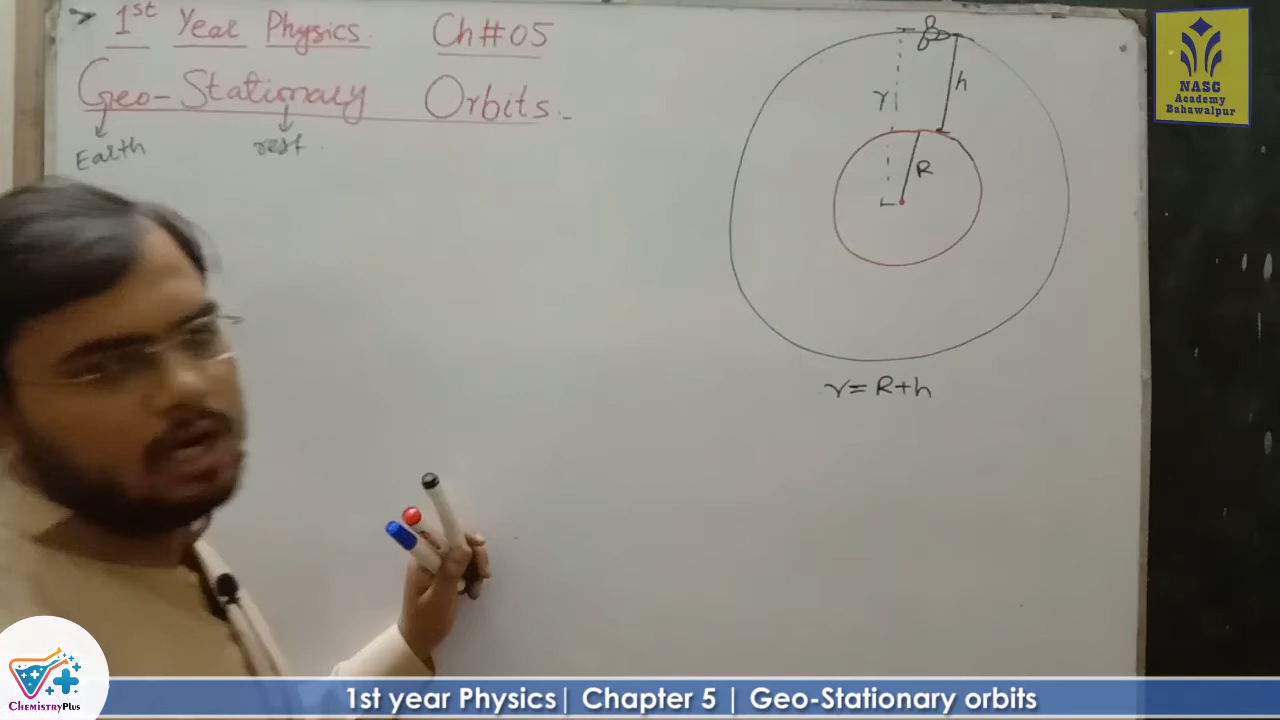 1st Year Physics Ch#05
Geo-Stationary Orbits.
Earth rest.
r
h
R
r=R+h
NASG
Academy
Bahawalpur
ChemistryPlus
1st year Physics| Chapter 5 | Geo-Stationary orbits